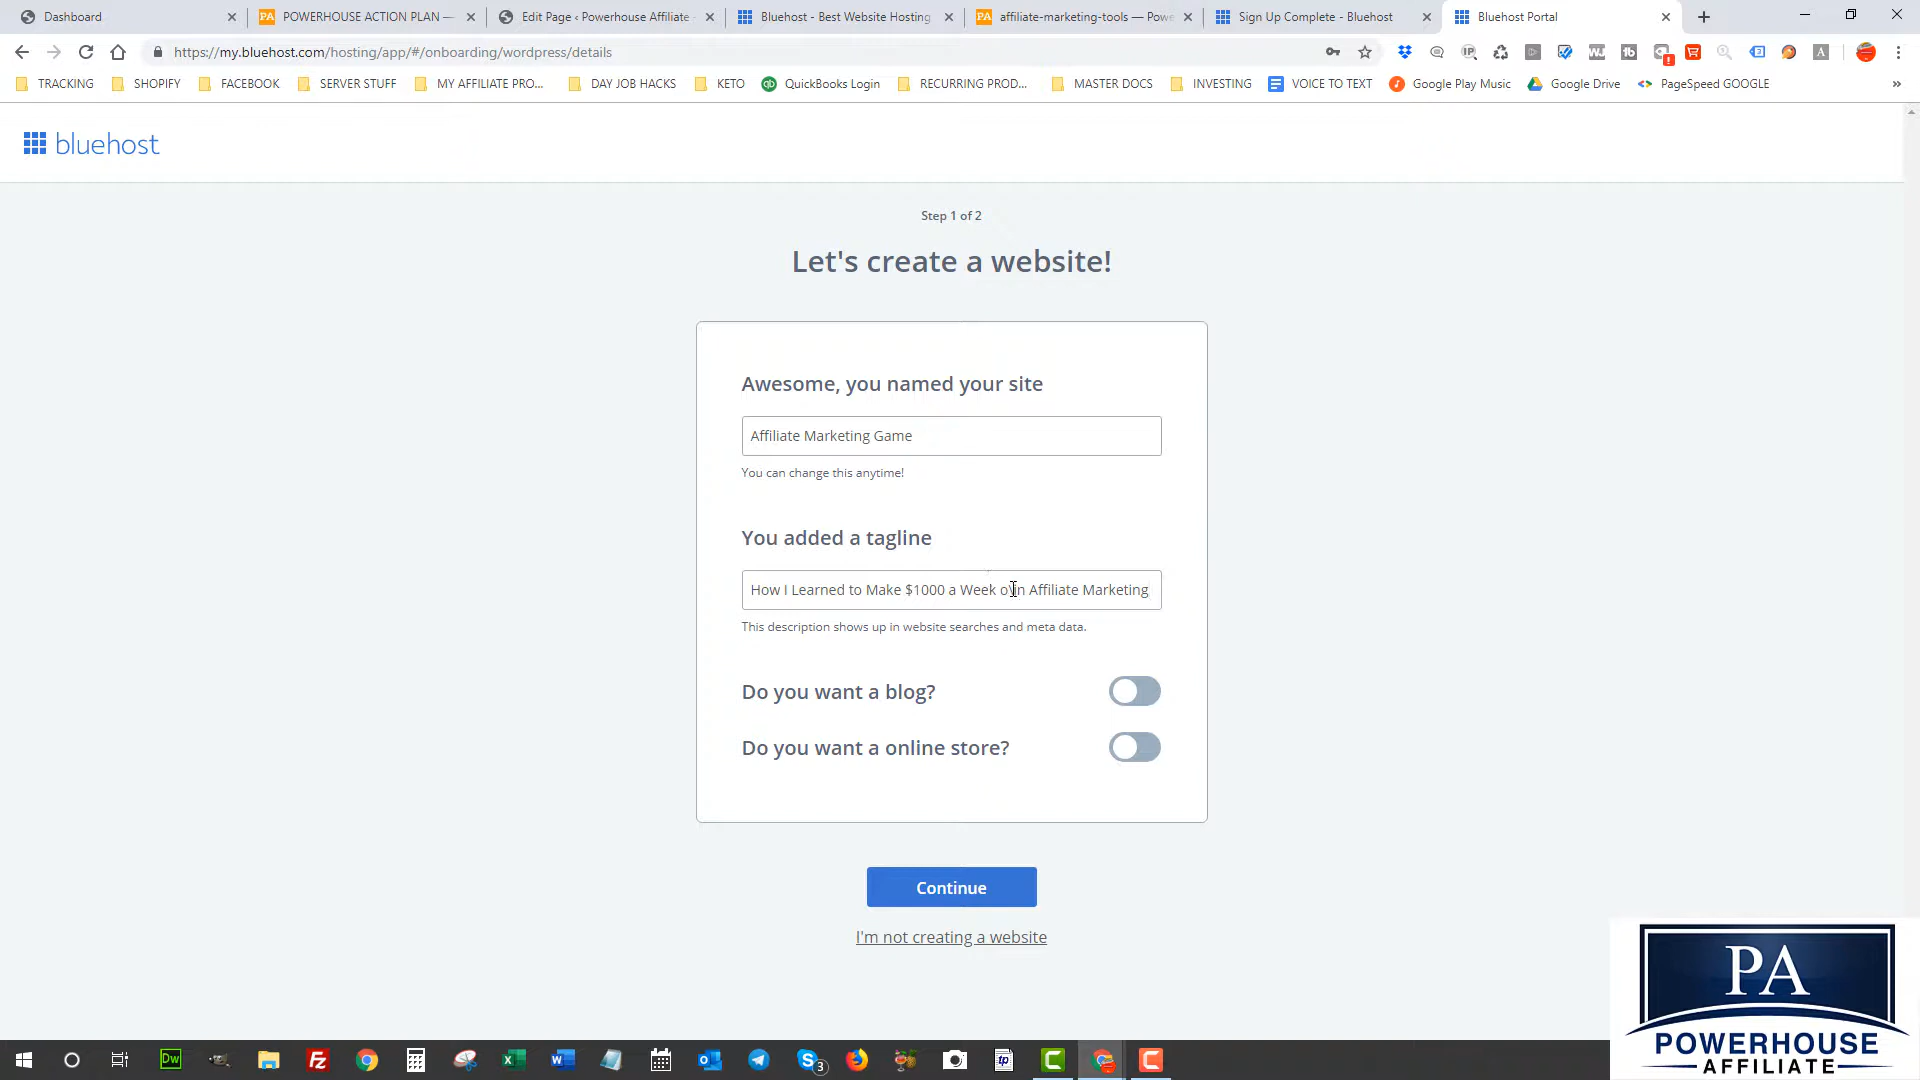 Dashboard
POWERHOUSE ACTION PLAN —
Edit Page ‹ Powerhouse Affiliate
Bluehost - Best Website Hosting
affiliate-marketing-tools — Pow
Sign Up Complete - Bluehost
Bluehost Portal
https://my.bluehost.com/hosting/app/#/onboarding/wordpress/details
TRACKING
SHOPIFY
FACEBOOK
SERVER STUFF
MY AFFILIATE PRO...
DAY JOB HACKS
KETO
QuickBooks Login
RECURRING PROD...
MASTER DOCS
INVESTING
VOICE TO TEXT
Google Play Music
Google Drive
PageSpeed GOOGLE
bluehost
Step 1 of 2
Let's create a website!
Awesome, you named your site
Affiliate Marketing Game
You can change this anytime!
You added a tagline
How I Learned to Make $1000 a Week in Affiliate Marketing
This description shows up in website searches and meta data.
Do you want a blog?
Do you want a online store?
Continue
I'm not creating a website
PA
POWERHOUSE
AFFILIATE